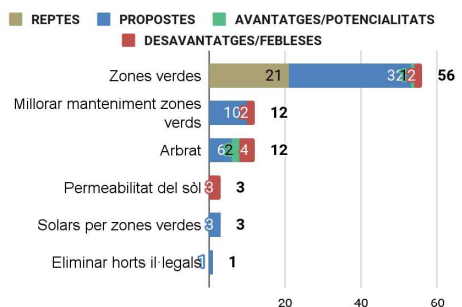 REPTES PROPOSTES AVANTATGES/POTENCIALITATS
DESAVANTATGES/FEBLESES
Zones verdes 21 32 1 2 56
Millorar manteniment zones
verds 10 2 12
Arbrat 6 2 4 12
Permeabilitat del sòl 3 3
Solars per zones verdes 3 3
Eliminar horts il·legals 1 1
20 40 60